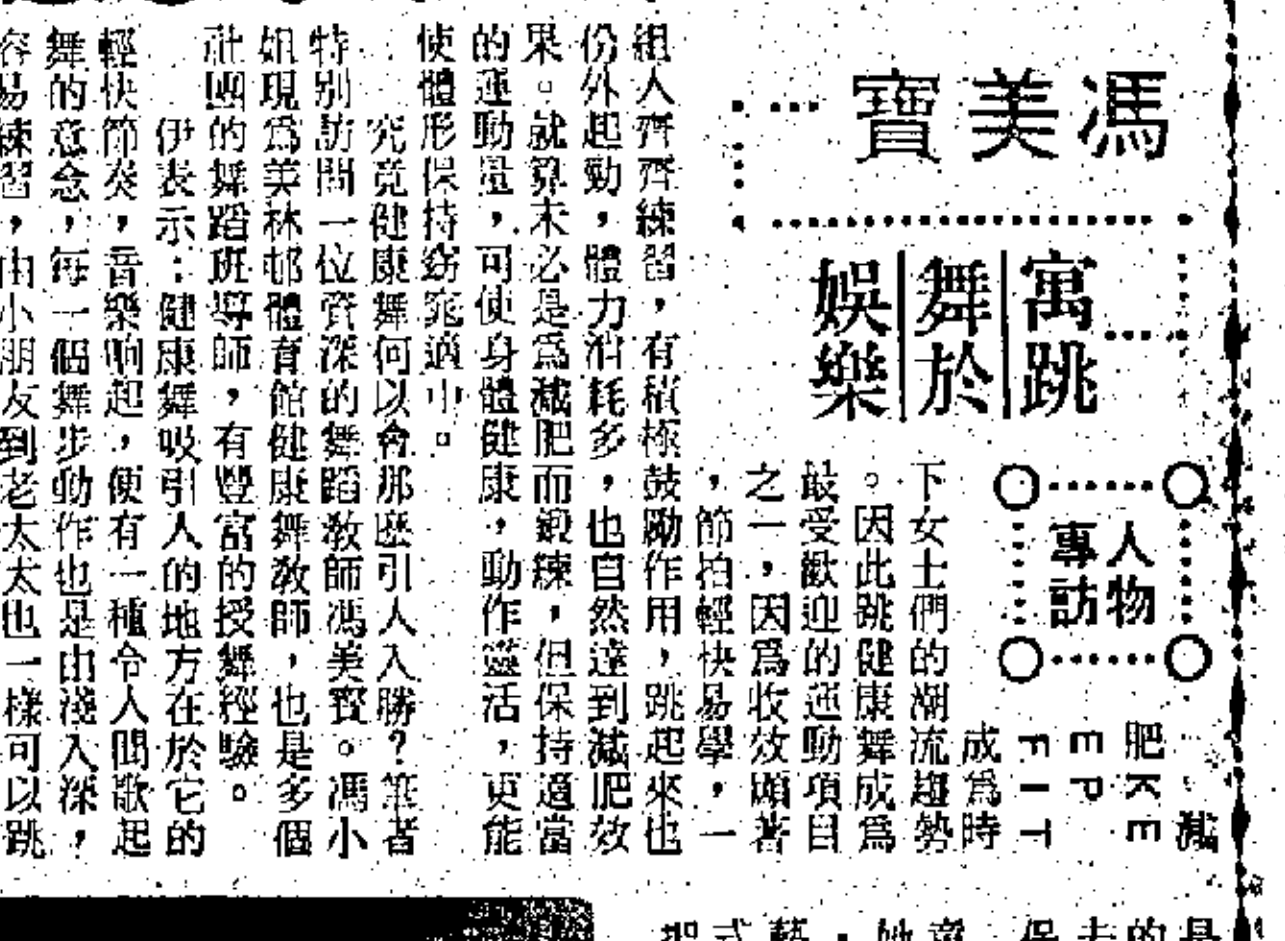 馮美寶
寓跳
舞於
娛樂
人物
專訪
減
肥KE
EP
FIT
成為時
下女士們的潮流趨勢
。因此跳健康舞成爲
最受歡迎的運動項目
之一，因爲收效顯著
，節拍輕快易學，一
組人齊齊練習，有積極鼓勵作用，跳起來也
份外起勁，體力消耗多，也自然達到減肥效
果。就算未必是爲減肥而鍛練，但保持適當
的運動量，可使身體健康，動作靈活，更能
使體形保持窈窕適中。
究竟健康舞何以會那麽引人入勝？筆者
特別訪問一位資深的舞蹈敎師馮美寶。馮小
姐現爲美林邨體育館健康舞敎師，也是多個
社團的舞蹈班導師，有豐富的授舞經驗。
伊表示：健康舞吸引人的地方在於它的
輕快節奏，音樂响起，便有一種令人聞歌起
舞的意念，每一個舞步動作也是由淺入深，
容易練習，由小朋友到老太太也一樣可以跳